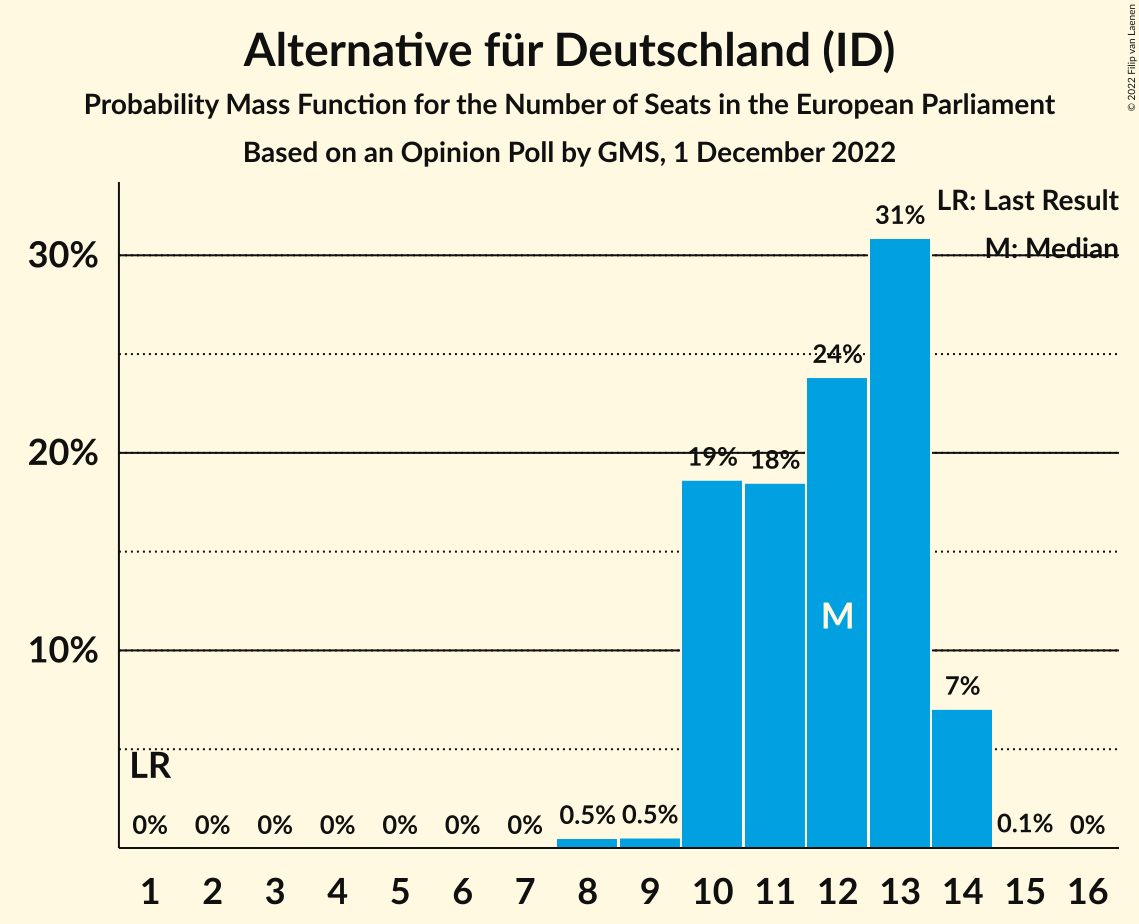 Alternative für Deutschland (ID)
Probability Mass Function for the Number of Seats in the European Parliament
Based on an Opinion Poll by GMS, 1 December 2022
© 2022 Filip van Laenen
LR: Last Result
M: Median
30%
20%
10%
31%
24%
19% 18%
M
7%
LR
0% 0% 0% 0% 0% 0% 0% 0.5% 0.5% 0.1% 0%
1 2 3 4 5 6 7 8 9 10 11 12 13 14 15 16